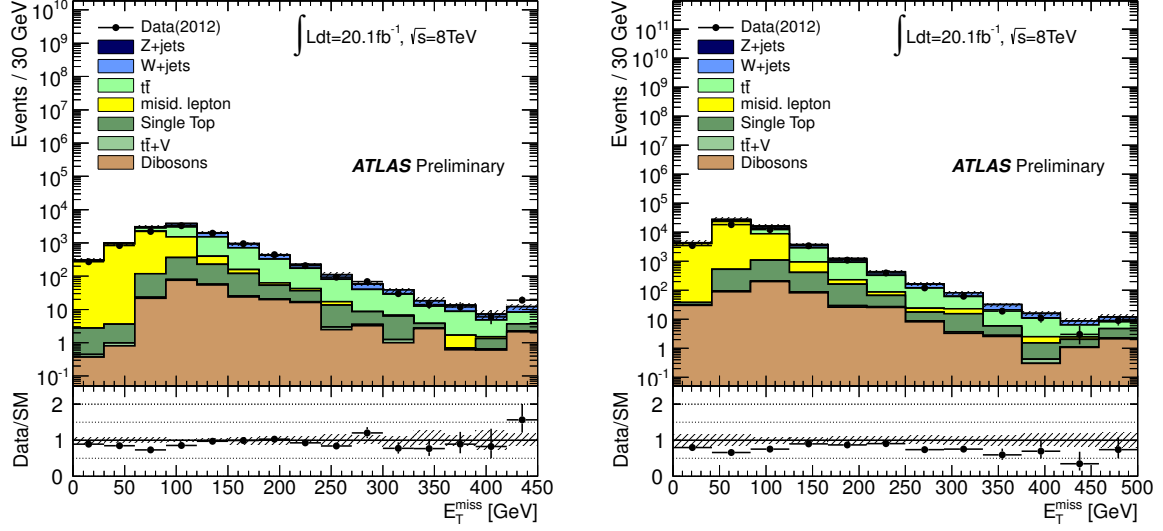 Events / 30 GeV
10¹⁰
10⁹
10⁸
10⁷
10⁶
10⁵
10⁴
10³
10²
10
1
10⁻¹
Data(2012)
Z+jets
W+jets
tt̄
misid. lepton
Single Top
tt̄+V
Dibosons
∫ Ldt=20.1fb⁻¹, √s=8TeV
ATLAS Preliminary
Data/SM
2
1
0
0 50 100 150 200 250 300 350 400 450
E_T^miss [GeV]
Events / 30 GeV
10¹¹
10¹⁰
10⁹
10⁸
10⁷
10⁶
10⁵
10⁴
10³
10²
10
1
10⁻¹
Data(2012)
Z+jets
W+jets
tt̄
misid. lepton
Single Top
tt̄+V
Dibosons
∫ Ldt=20.1fb⁻¹, √s=8TeV
ATLAS Preliminary
Data/SM
2
1
0
0 50 100 150 200 250 300 350 400 450 500
E_T^miss [GeV]